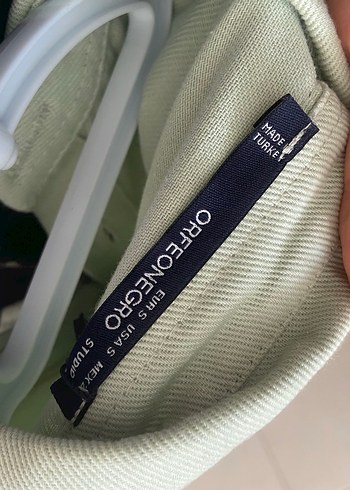 MADE
TURKEY
ORFEONEGRO
STUDIO
EUR S USA S MEX